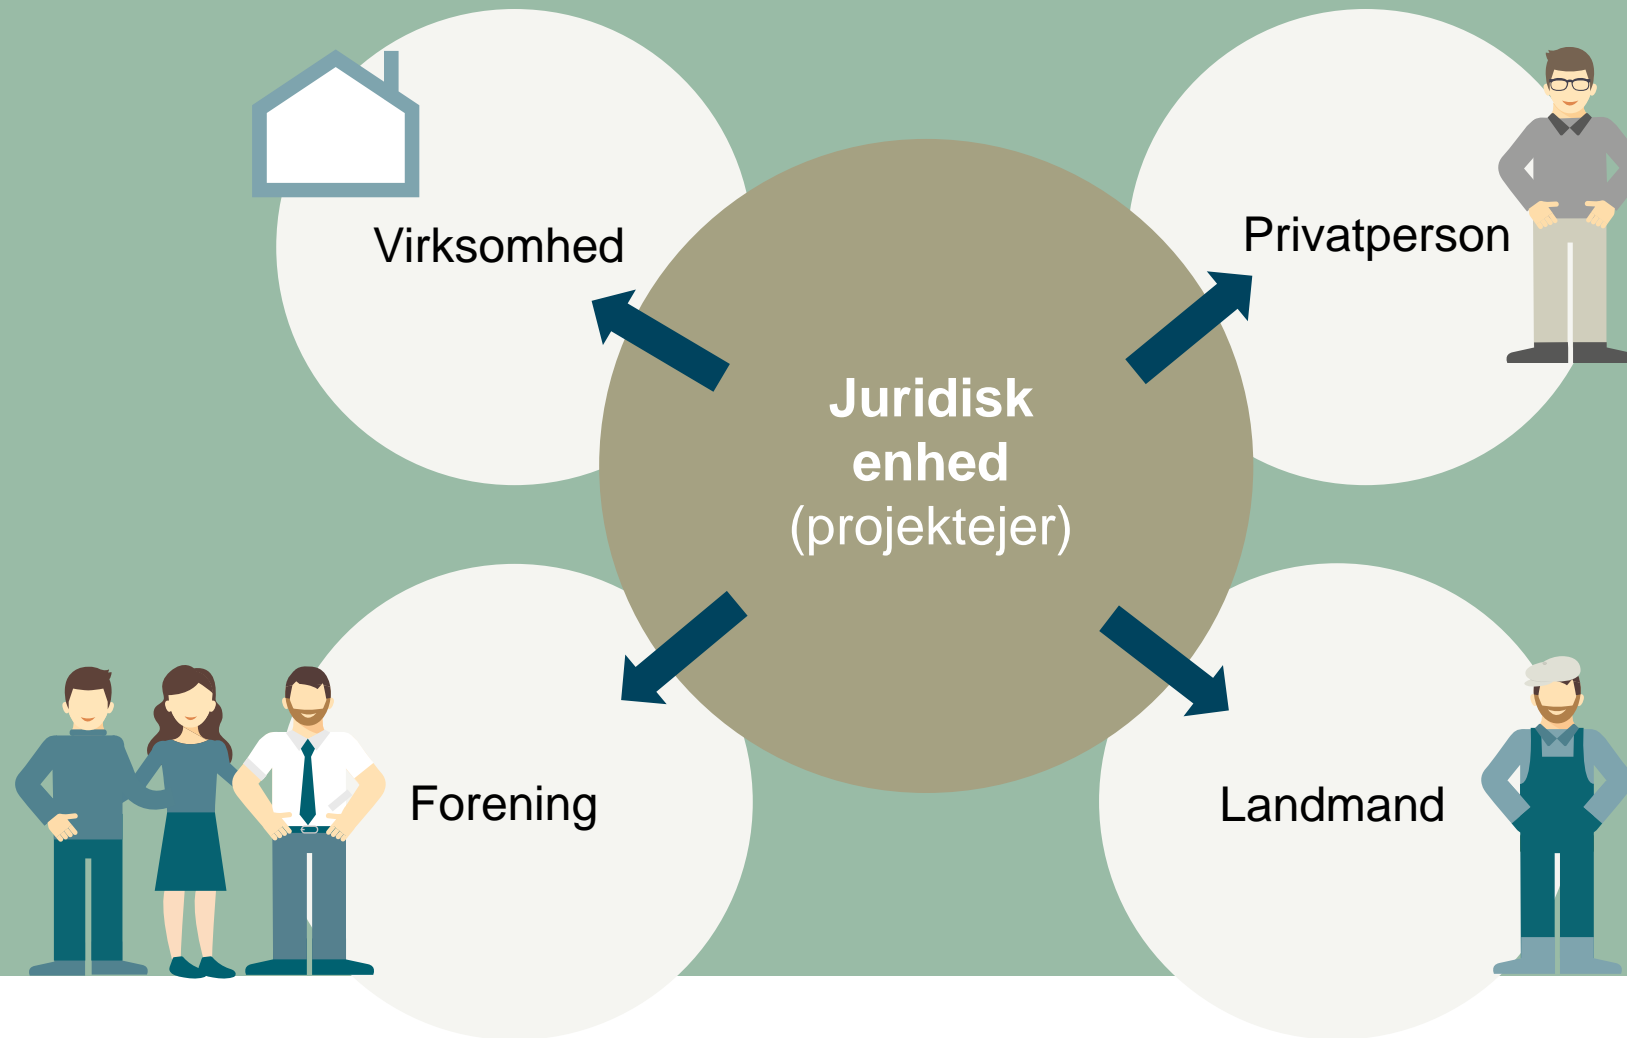 Virksomhed
Privatperson
Juridisk
enhed
(projektejer)
Forening
Landmand